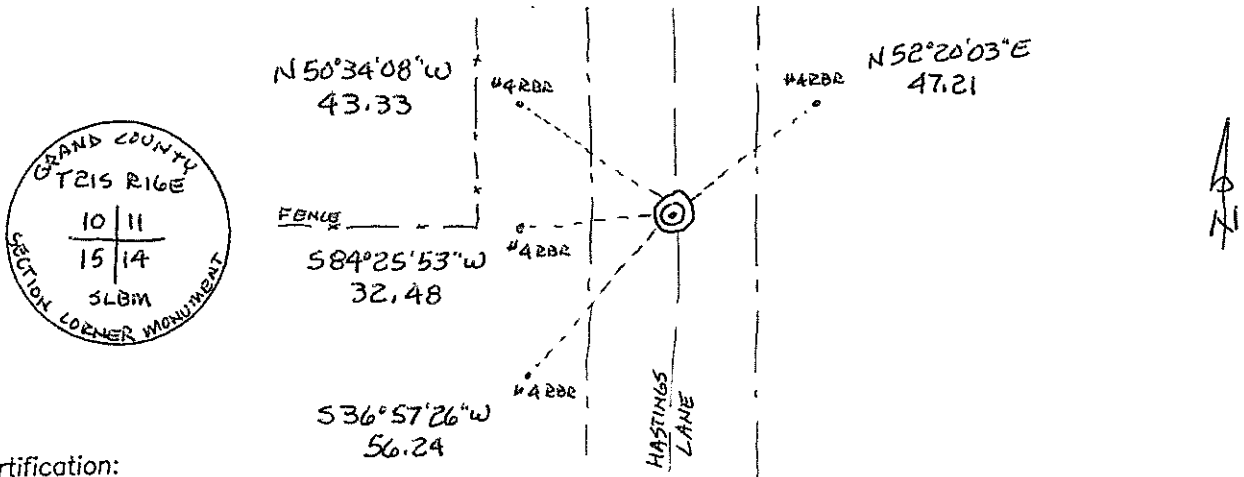 N 50°34'08"W
43.33
#4RBR
#4RBR
N 52°20'03"E
47.21
GRAND COUNTY
T21S R16E
10 11
15 14
SLBM
SECTION CORNER MONUMENT
FENCE
#4RBR
S84°25'53"W
32.48
N
#4RBR
S36°57'26"W
56.24
HASTINGS
LANE
rtification: